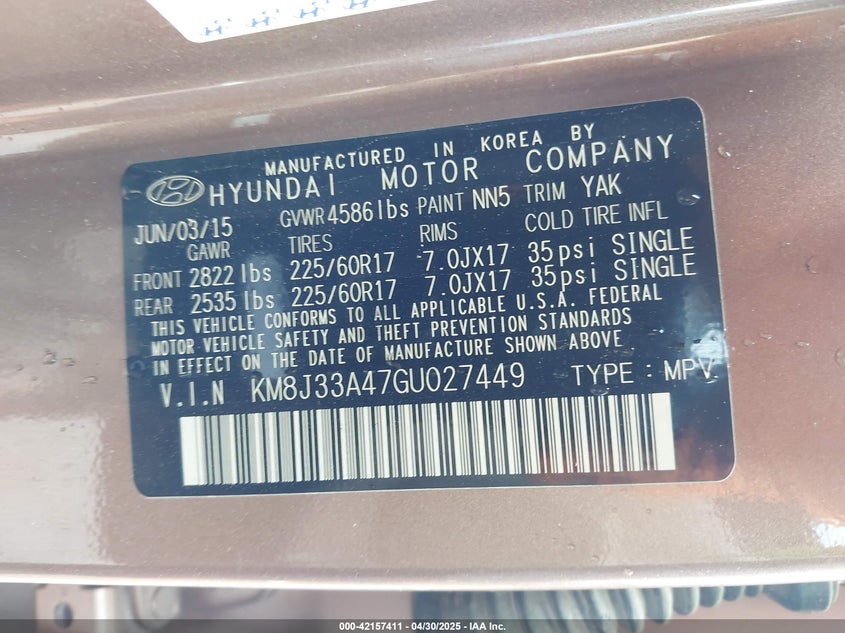 MANUFACTURED IN KOREA BY
HYUNDAI MOTOR COMPANY
JUN/03/15 GVWR 4586lbs PAINT NN5 TRIM YAK
GAWR TIRES RIMS COLD TIRE INFL
FRONT 2822 lbs 225/60R17 7.0JX17 35psi SINGLE
REAR 2535 lbs 225/60R17 7.0JX17 35psi SINGLE
THIS VEHICLE CONFORMS TO ALL APPLICABLE U.S.A. FEDERAL
MOTOR VEHICLE SAFETY AND THEFT PREVENTION STANDARDS
IN EFFECT ON THE DATE OF MANUFACTURE SHOWN ABOVE
V.I.N KM8J33A47GU027449 TYPE : MPV
000-42157411 - 04/30/2025 - IAA Inc.